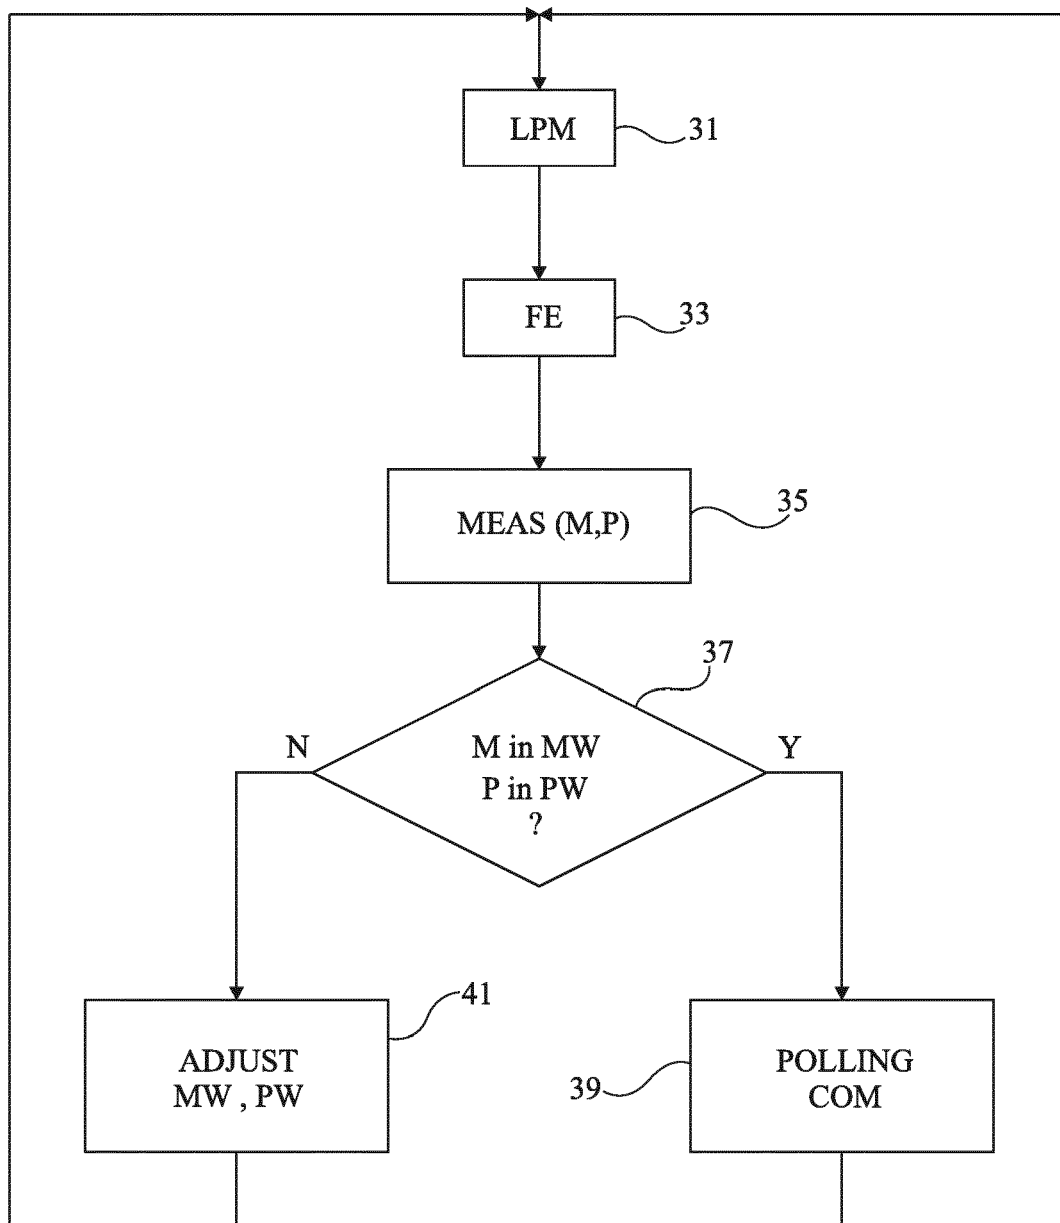 LPM
31
FE
33
MEAS (M,P)
35
37
N
M in MW
P in PW
?
Y
41
ADJUST
MW , PW
39
POLLING
COM